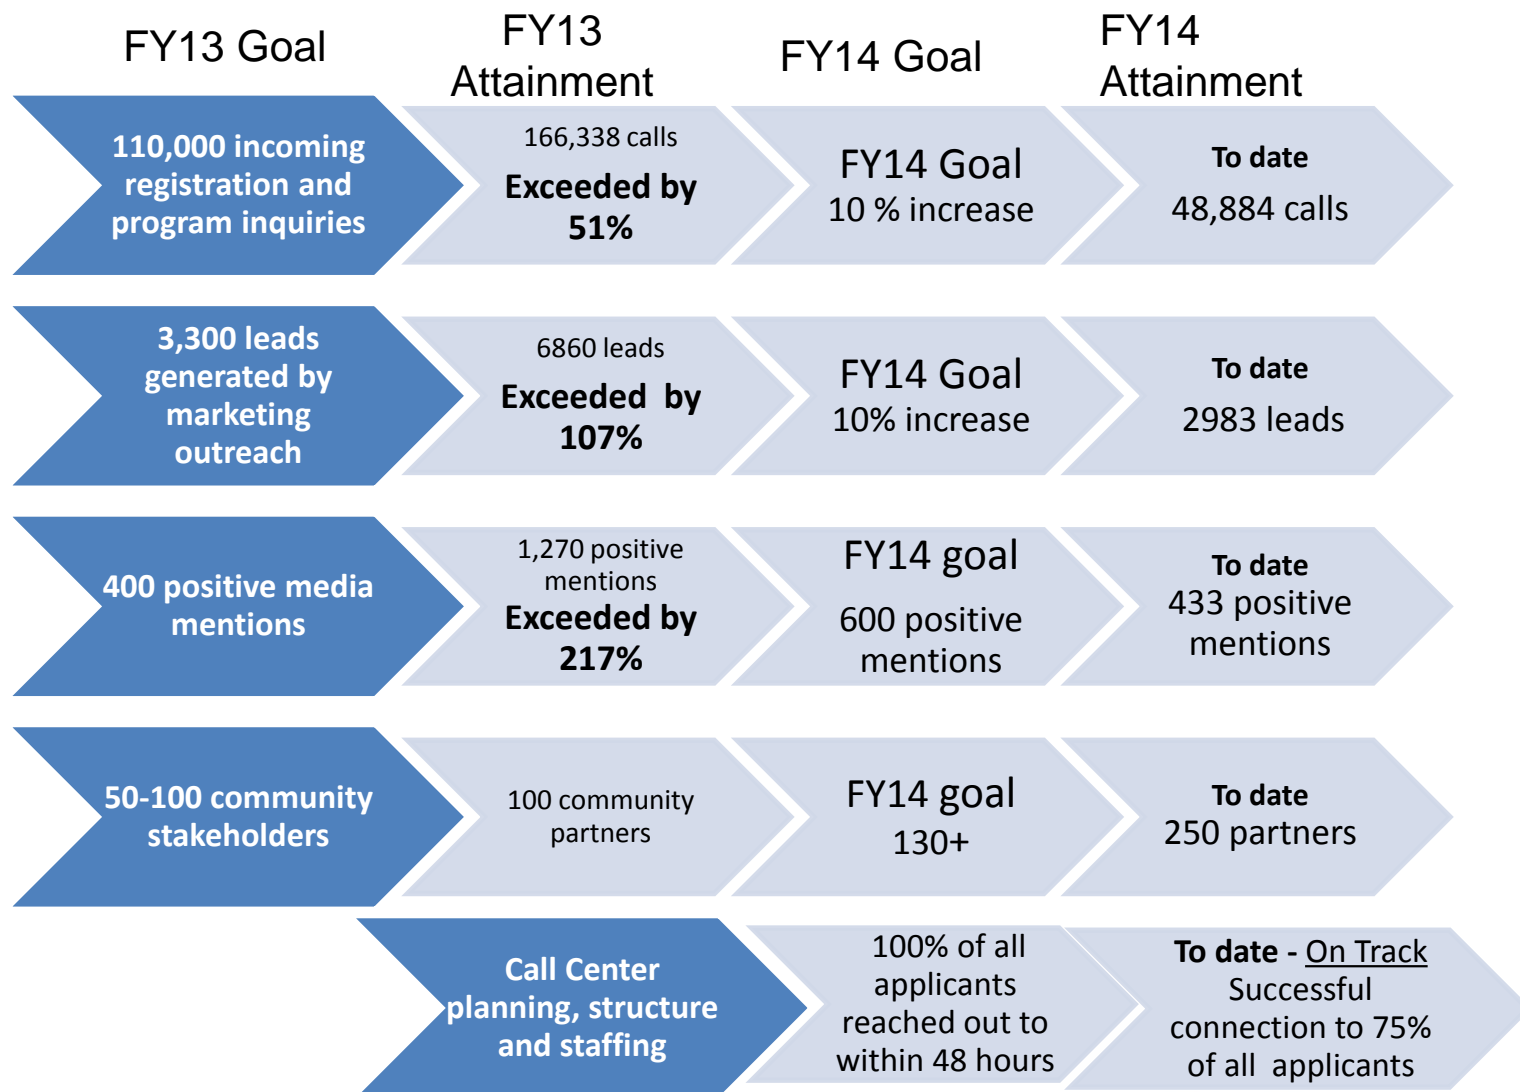 FY13 Goal
FY13
Attainment
FY14 Goal
FY14
Attainment
110,000 incoming
registration and
program inquiries
166,338 calls
Exceeded by
51%
FY14 Goal
10 % increase
To date
48,884 calls
3,300 leads
generated by
marketing
outreach
6860 leads
Exceeded by
107%
FY14 Goal
10% increase
To date
2983 leads
400 positive media
mentions
1,270 positive
mentions
Exceeded by
217%
FY14 goal
600 positive
mentions
To date
433 positive
mentions
50-100 community
stakeholders
100 community
partners
FY14 goal
130+
To date
250 partners
Call Center
planning, structure
and staffing
100% of all
applicants
reached out to
within 48 hours
To date - On Track
Successful
connection to 75%
of all applicants